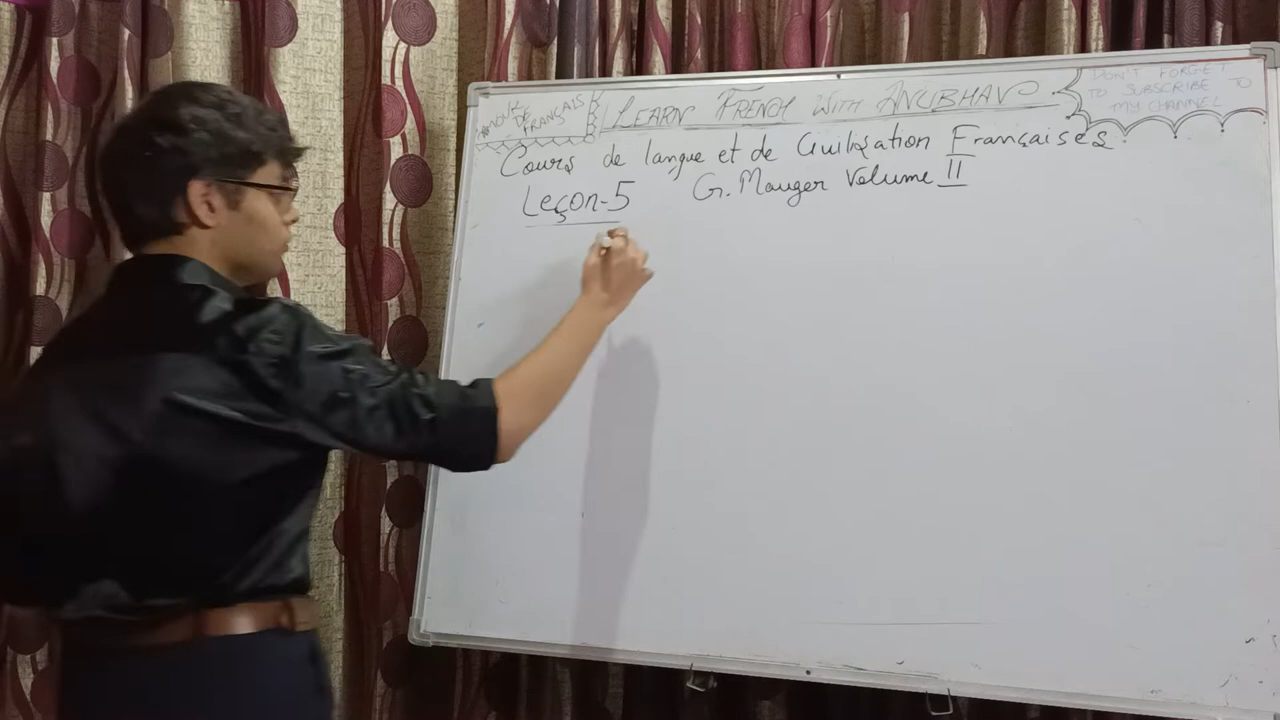 AMOUR
DE
FRANÇAIS
LEARN FRENCH WITH ANUBHAV
DON'T FORGET
TO SUBSCRIBE TO
MY CHANNEL
Cours de langue et de Civilisation Françaises.
Leçon-5
G. Mauger Volume II